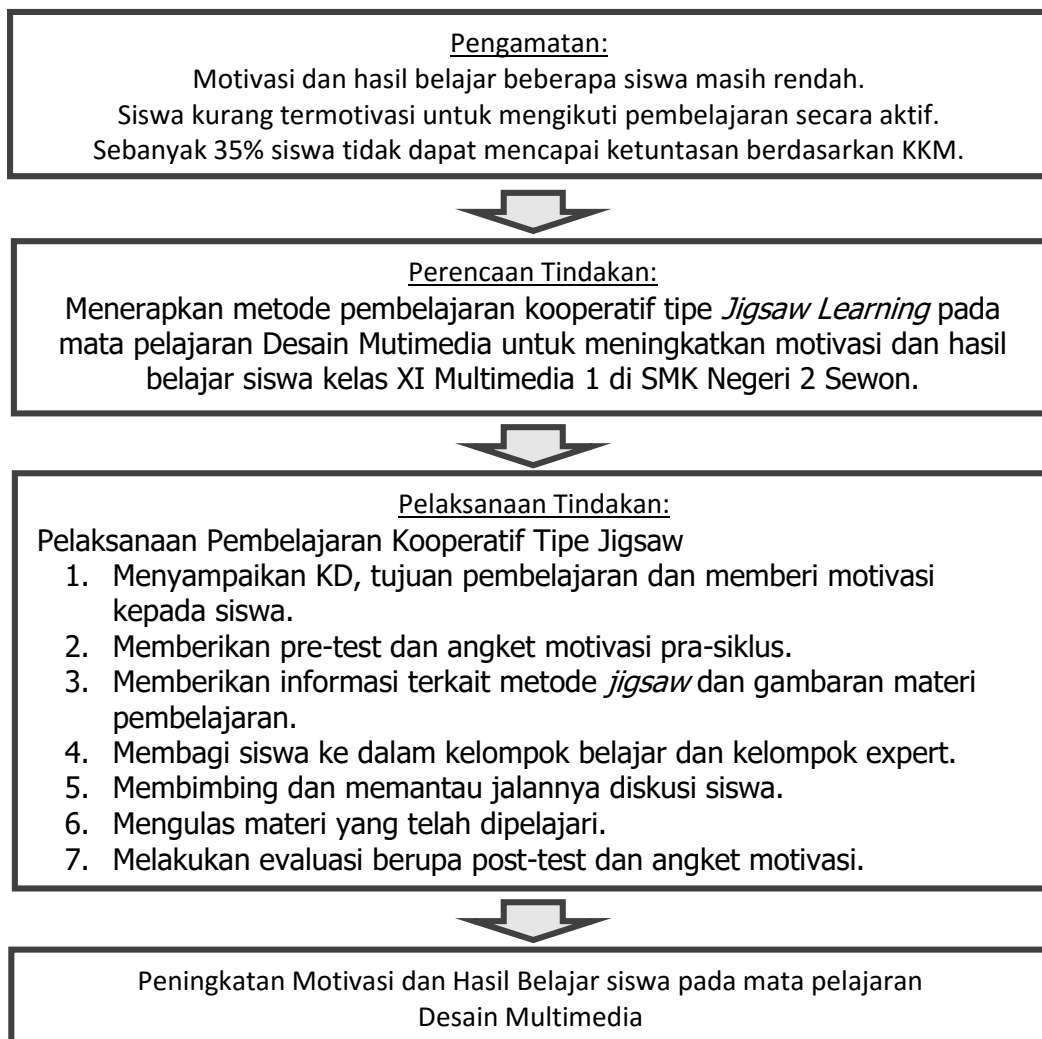 Pengamatan:
Motivasi dan hasil belajar beberapa siswa masih rendah.
Siswa kurang termotivasi untuk mengikuti pembelajaran secara aktif.
Sebanyak 35% siswa tidak dapat mencapai ketuntasan berdasarkan KKM.
Perencaan Tindakan:
Menerapkan metode pembelajaran kooperatif tipe Jigsaw Learning pada
mata pelajaran Desain Mutimedia untuk meningkatkan motivasi dan hasil
belajar siswa kelas XI Multimedia 1 di SMK Negeri 2 Sewon.
Pelaksanaan Tindakan:
Pelaksanaan Pembelajaran Kooperatif Tipe Jigsaw
1. Menyampaikan KD, tujuan pembelajaran dan memberi motivasi
kepada siswa.
2. Memberikan pre-test dan angket motivasi pra-siklus.
3. Memberikan informasi terkait metode jigsaw dan gambaran materi
pembelajaran.
4. Membagi siswa ke dalam kelompok belajar dan kelompok expert.
5. Membimbing dan memantau jalannya diskusi siswa.
6. Mengulas materi yang telah dipelajari.
7. Melakukan evaluasi berupa post-test dan angket motivasi.
Peningkatan Motivasi dan Hasil Belajar siswa pada mata pelajaran
Desain Multimedia